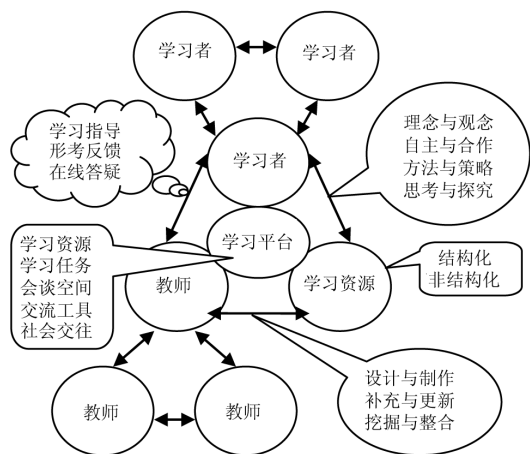 学习者
学习者
学习指导
形考反馈
在线答疑
学习者
理念与观念
自主与合作
方法与策略
思考与探究
学习资源
学习任务
会谈空间
交流工具
社会交往
学习平台
教师
学习资源
结构化
非结构化
教师
教师
设计与制作
补充与更新
挖掘与整合